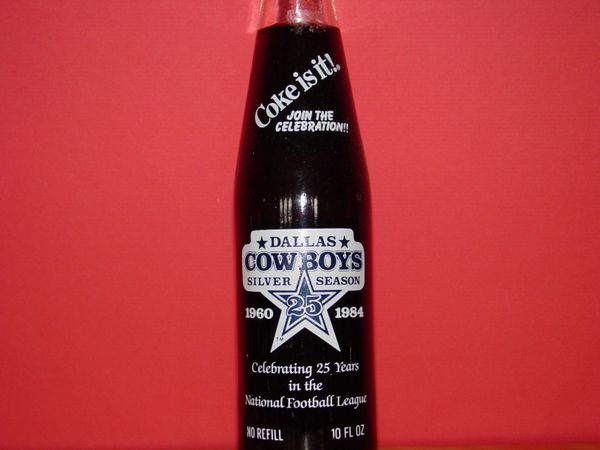 Coke is it!®
JOIN THE
CELEBRATION!!
★ DALLAS ★
COWBOYS
SILVER SEASON
25
1960 1984
TM
Celebrating 25 Years
in the
National Football League
NO REFILL 10 FL OZ